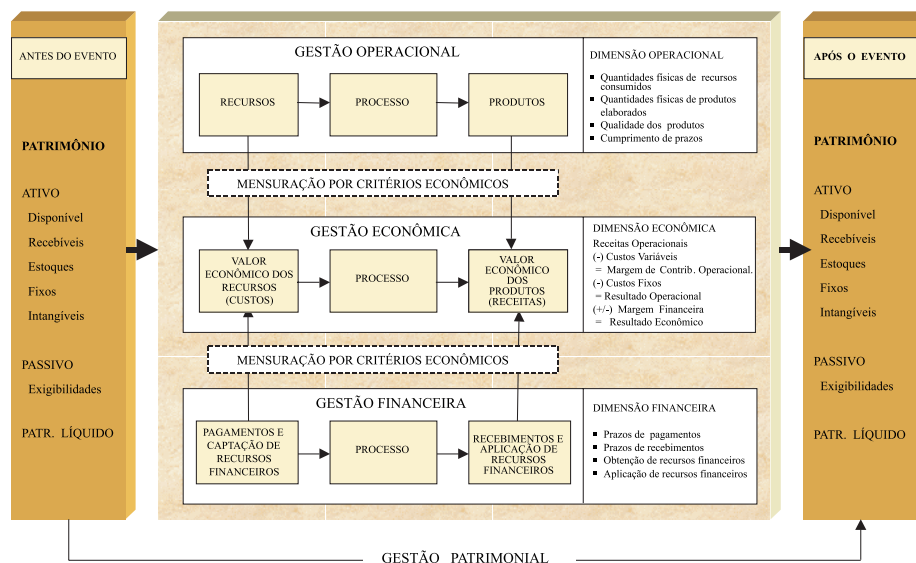 ANTES DO EVENTO
PATRIMÔNIO
ATIVO
Disponível
Recebíveis
Estoques
Fixos
Intangíveis
PASSIVO
Exigibilidades
PATR. LÍQUIDO
GESTÃO OPERACIONAL
RECURSOS
PROCESSO
PRODUTOS
DIMENSÃO OPERACIONAL
▪ Quantidades físicas de recursos
consumidos
▪ Quantidades físicas de produtos
elaborados
▪ Qualidade dos produtos
▪ Cumprimento de prazos
MENSURAÇÃO POR CRITÉRIOS ECONÔMICOS
GESTÃO ECONÔMICA
VALOR
ECONÔMICO DOS
RECURSOS
(CUSTOS)
PROCESSO
VALOR
ECONÔMICO
DOS
PRODUTOS
(RECEITAS)
DIMENSÃO ECONÔMICA
Receitas Operacionais
(-) Custos Variáveis
= Margem de Contrib. Operacional.
(-) Custos Fixos
= Resultado Operacional
(+/-) Margem Financeira
= Resultado Econômico
MENSURAÇÃO POR CRITÉRIOS ECONÔMICOS
GESTÃO FINANCEIRA
PAGAMENTOS E
CAPTAÇÃO DE
RECURSOS
FINANCEIROS
PROCESSO
RECEBIMENTOS E
APLICAÇÃO DE
RECURSOS
FINANCEIROS
DIMENSÃO FINANCEIRA
▪ Prazos de pagamentos
▪ Prazos de recebimentos
▪ Obtenção de recursos financeiros
▪ Aplicação de recursos financeiros
APÓS O EVENTO
PATRIMÔNIO
ATIVO
Disponível
Recebíveis
Estoques
Fixos
Intangíveis
PASSIVO
Exigibilidades
PATR. LÍQUIDO
GESTÃO PATRIMONIAL